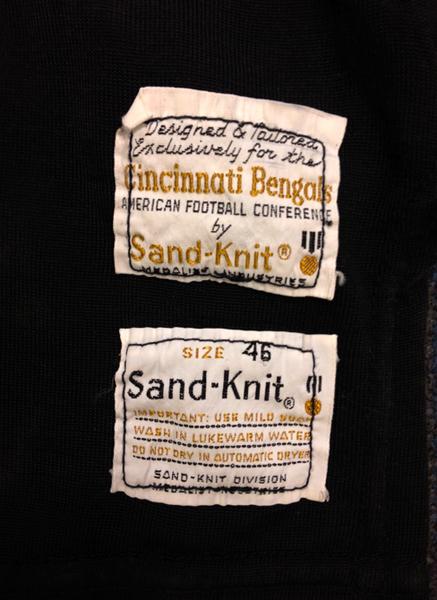 Designed & Tailored
Exclusively for the
Cincinnati Bengals
AMERICAN FOOTBALL CONFERENCE
by
Sand-Knit®
MEDALIST INDUSTRIES
SIZE 46
Sand-Knit®
IMPORTANT: USE MILD SOAP
WASH IN LUKEWARM WATER
DO NOT DRY IN AUTOMATIC DRYER
SAND-KNIT DIVISION
MEDALIST INDUSTRIES